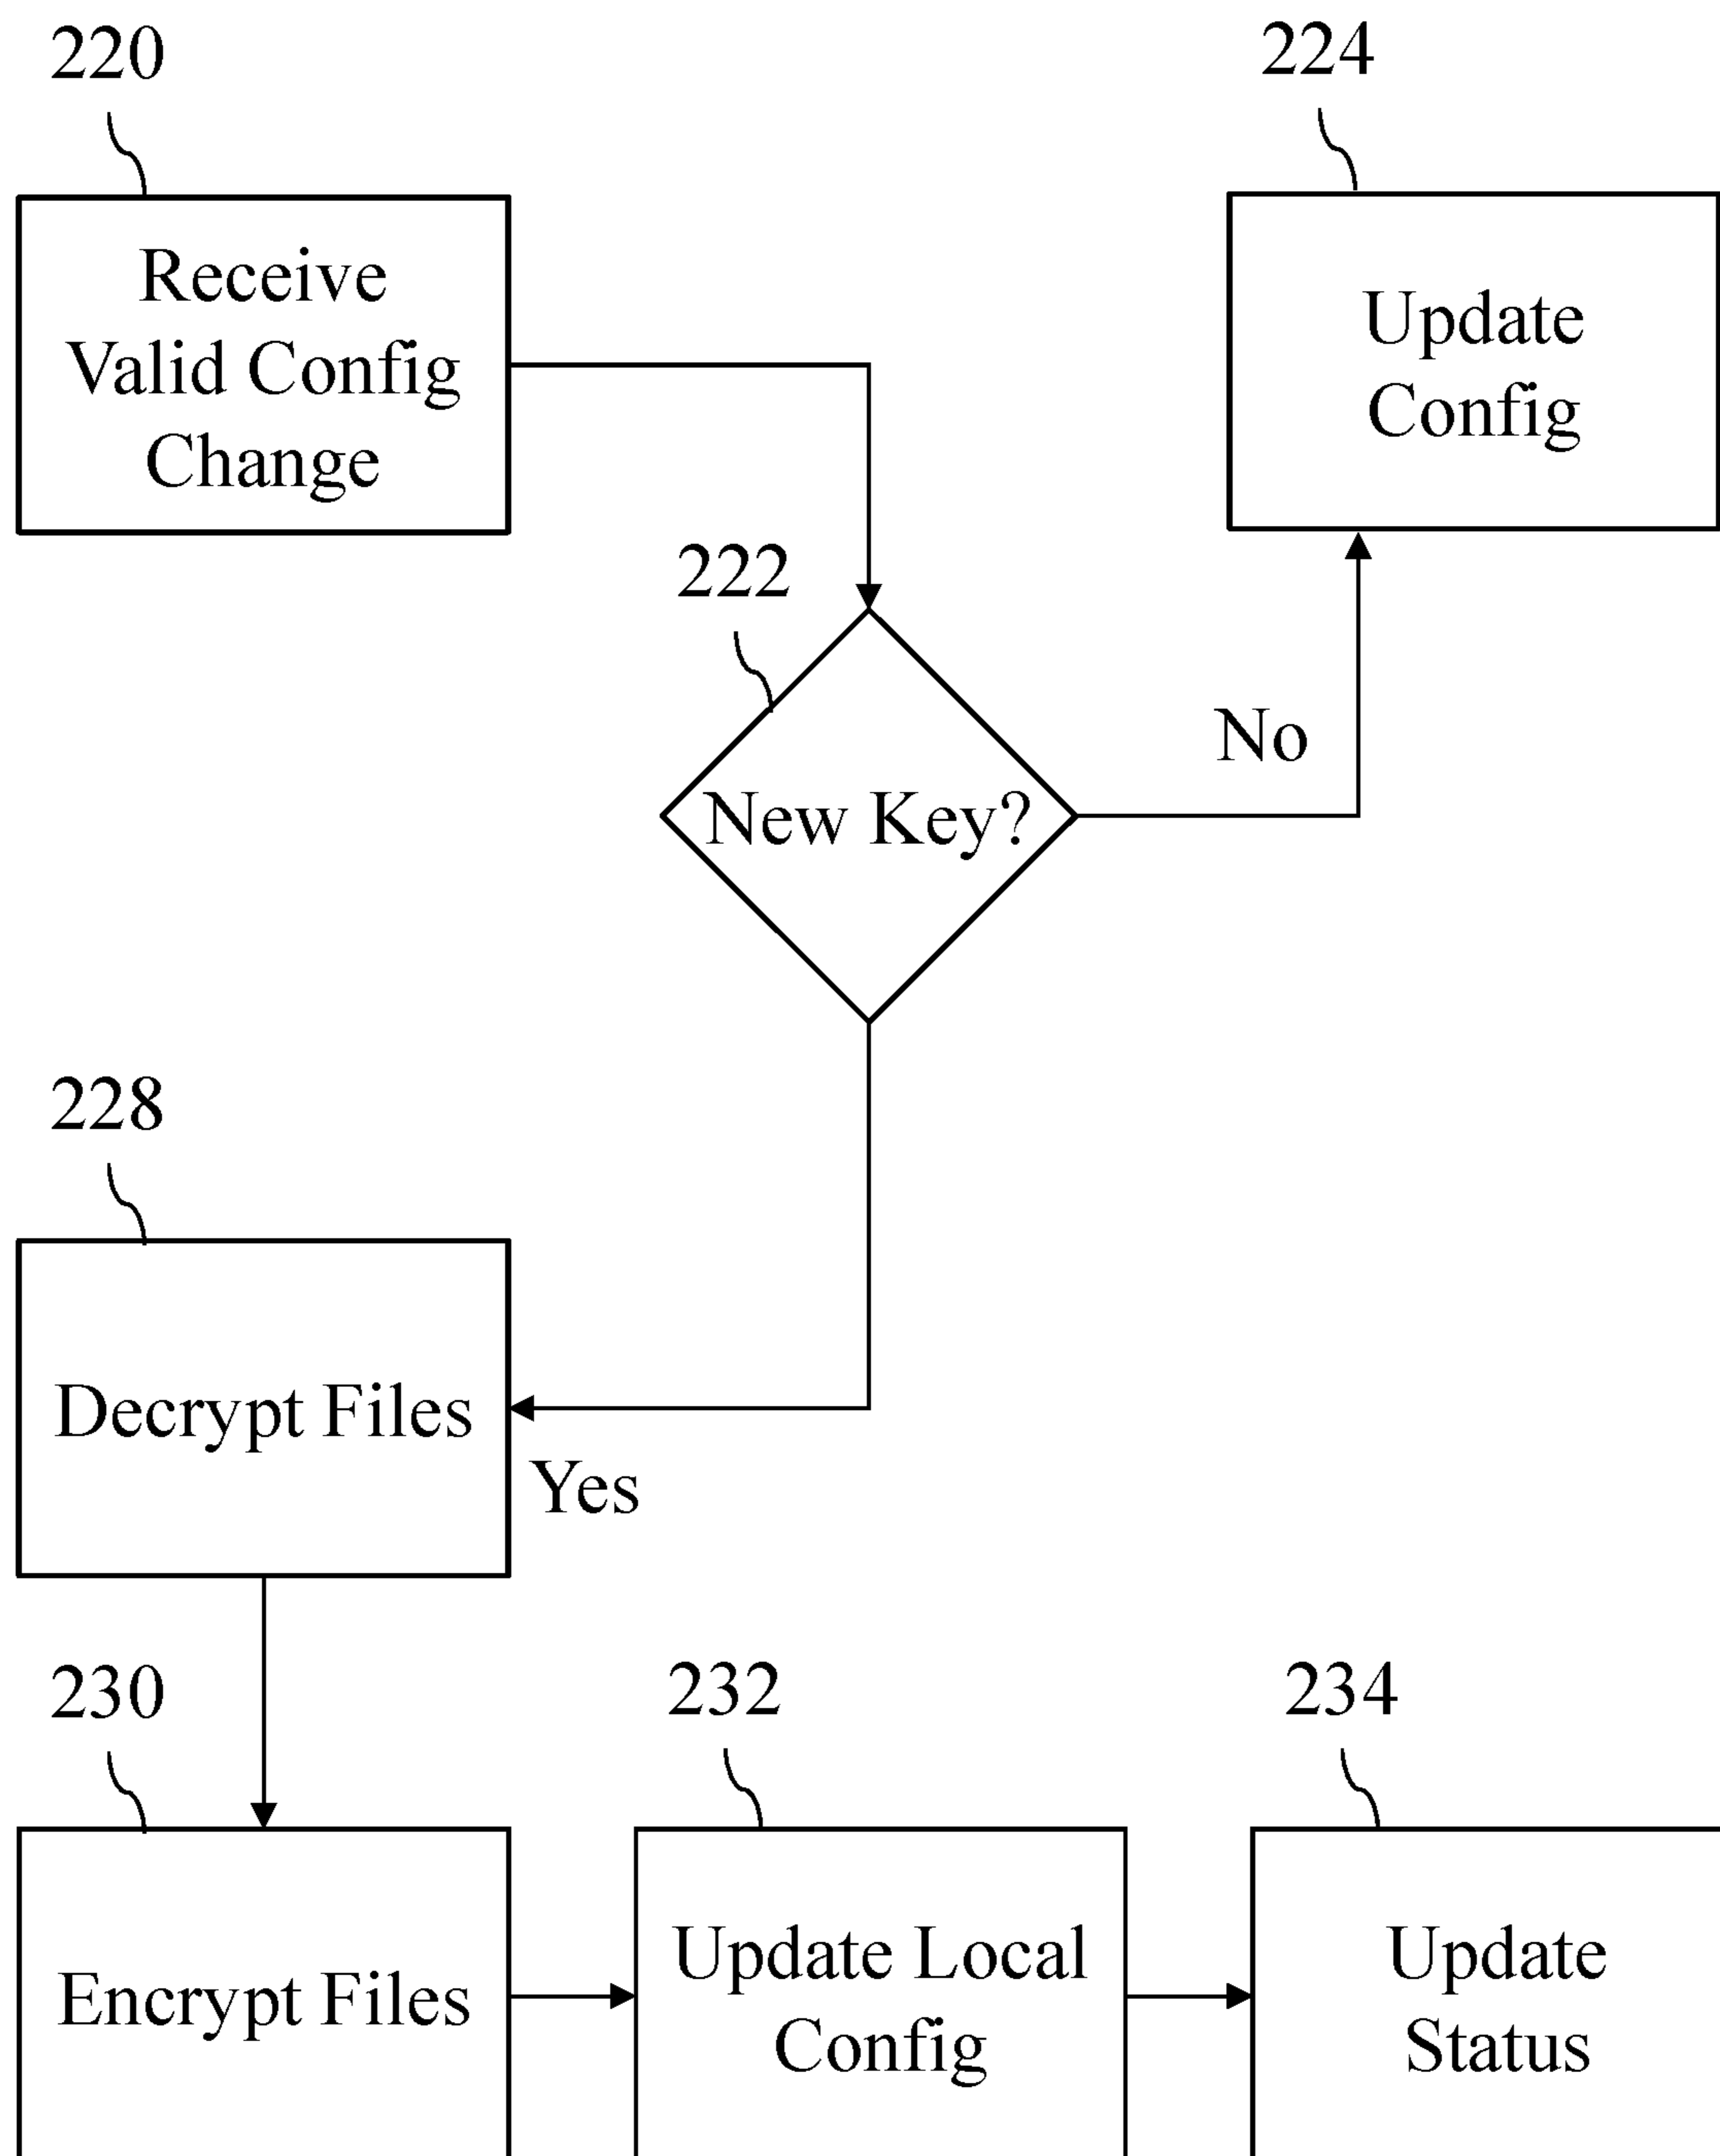 220
224
Receive
Valid Config
Change
Update
Config
222
No
New Key?
228
Decrypt Files
Yes
230
232
234
Encrypt Files
Update Local
Config
Update
Status